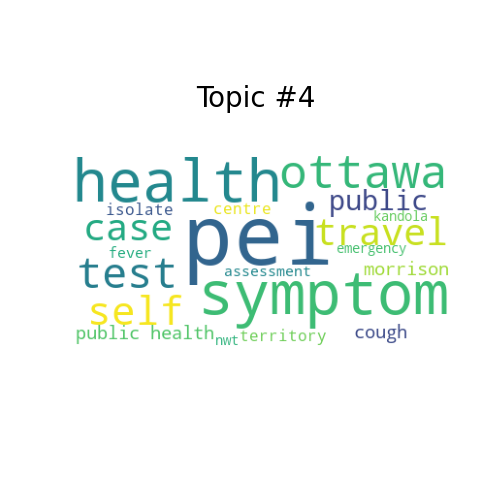 Topic #4
health ottawa
isolate centre public
case pei kandola
travel
fever emergency
test assessment morrison
self symptom
public health nwt territory cough